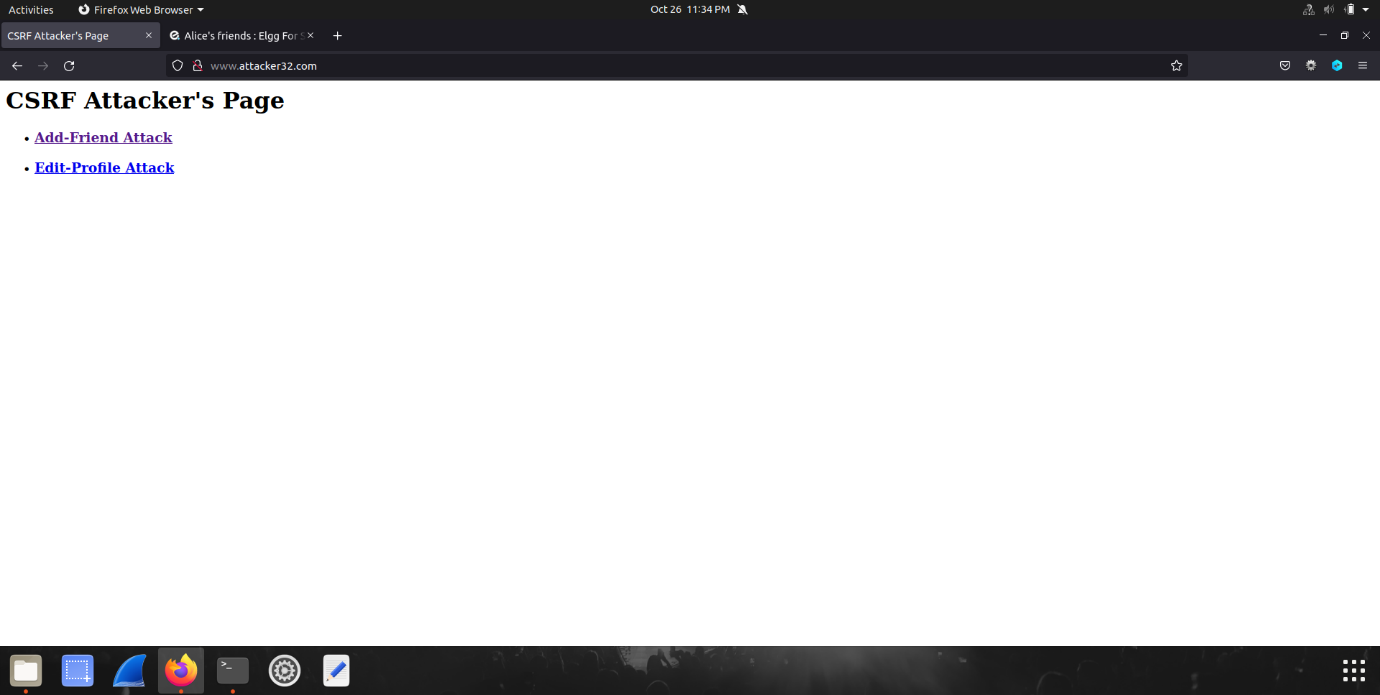 Activities Firefox Web Browser Oct 26 11:34 PM
CSRF Attacker's Page Alice's friends : Elgg For S
www.attacker32.com
CSRF Attacker's Page
Add-Friend Attack
Edit-Profile Attack